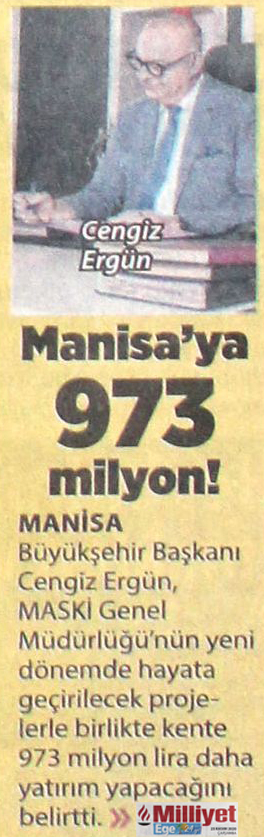 Cengiz
Ergün
Manisa'ya
973
milyon!
MANİSA
Büyükşehir Başkanı
Cengiz Ergün,
MASKİ Genel
Müdürlüğü'nün yeni
dönemde hayata
geçirilecek proje-
lerle birlikte kente
973 milyon lira daha
yatırım yapacağını
belirtti. »
Milliyet
Ege